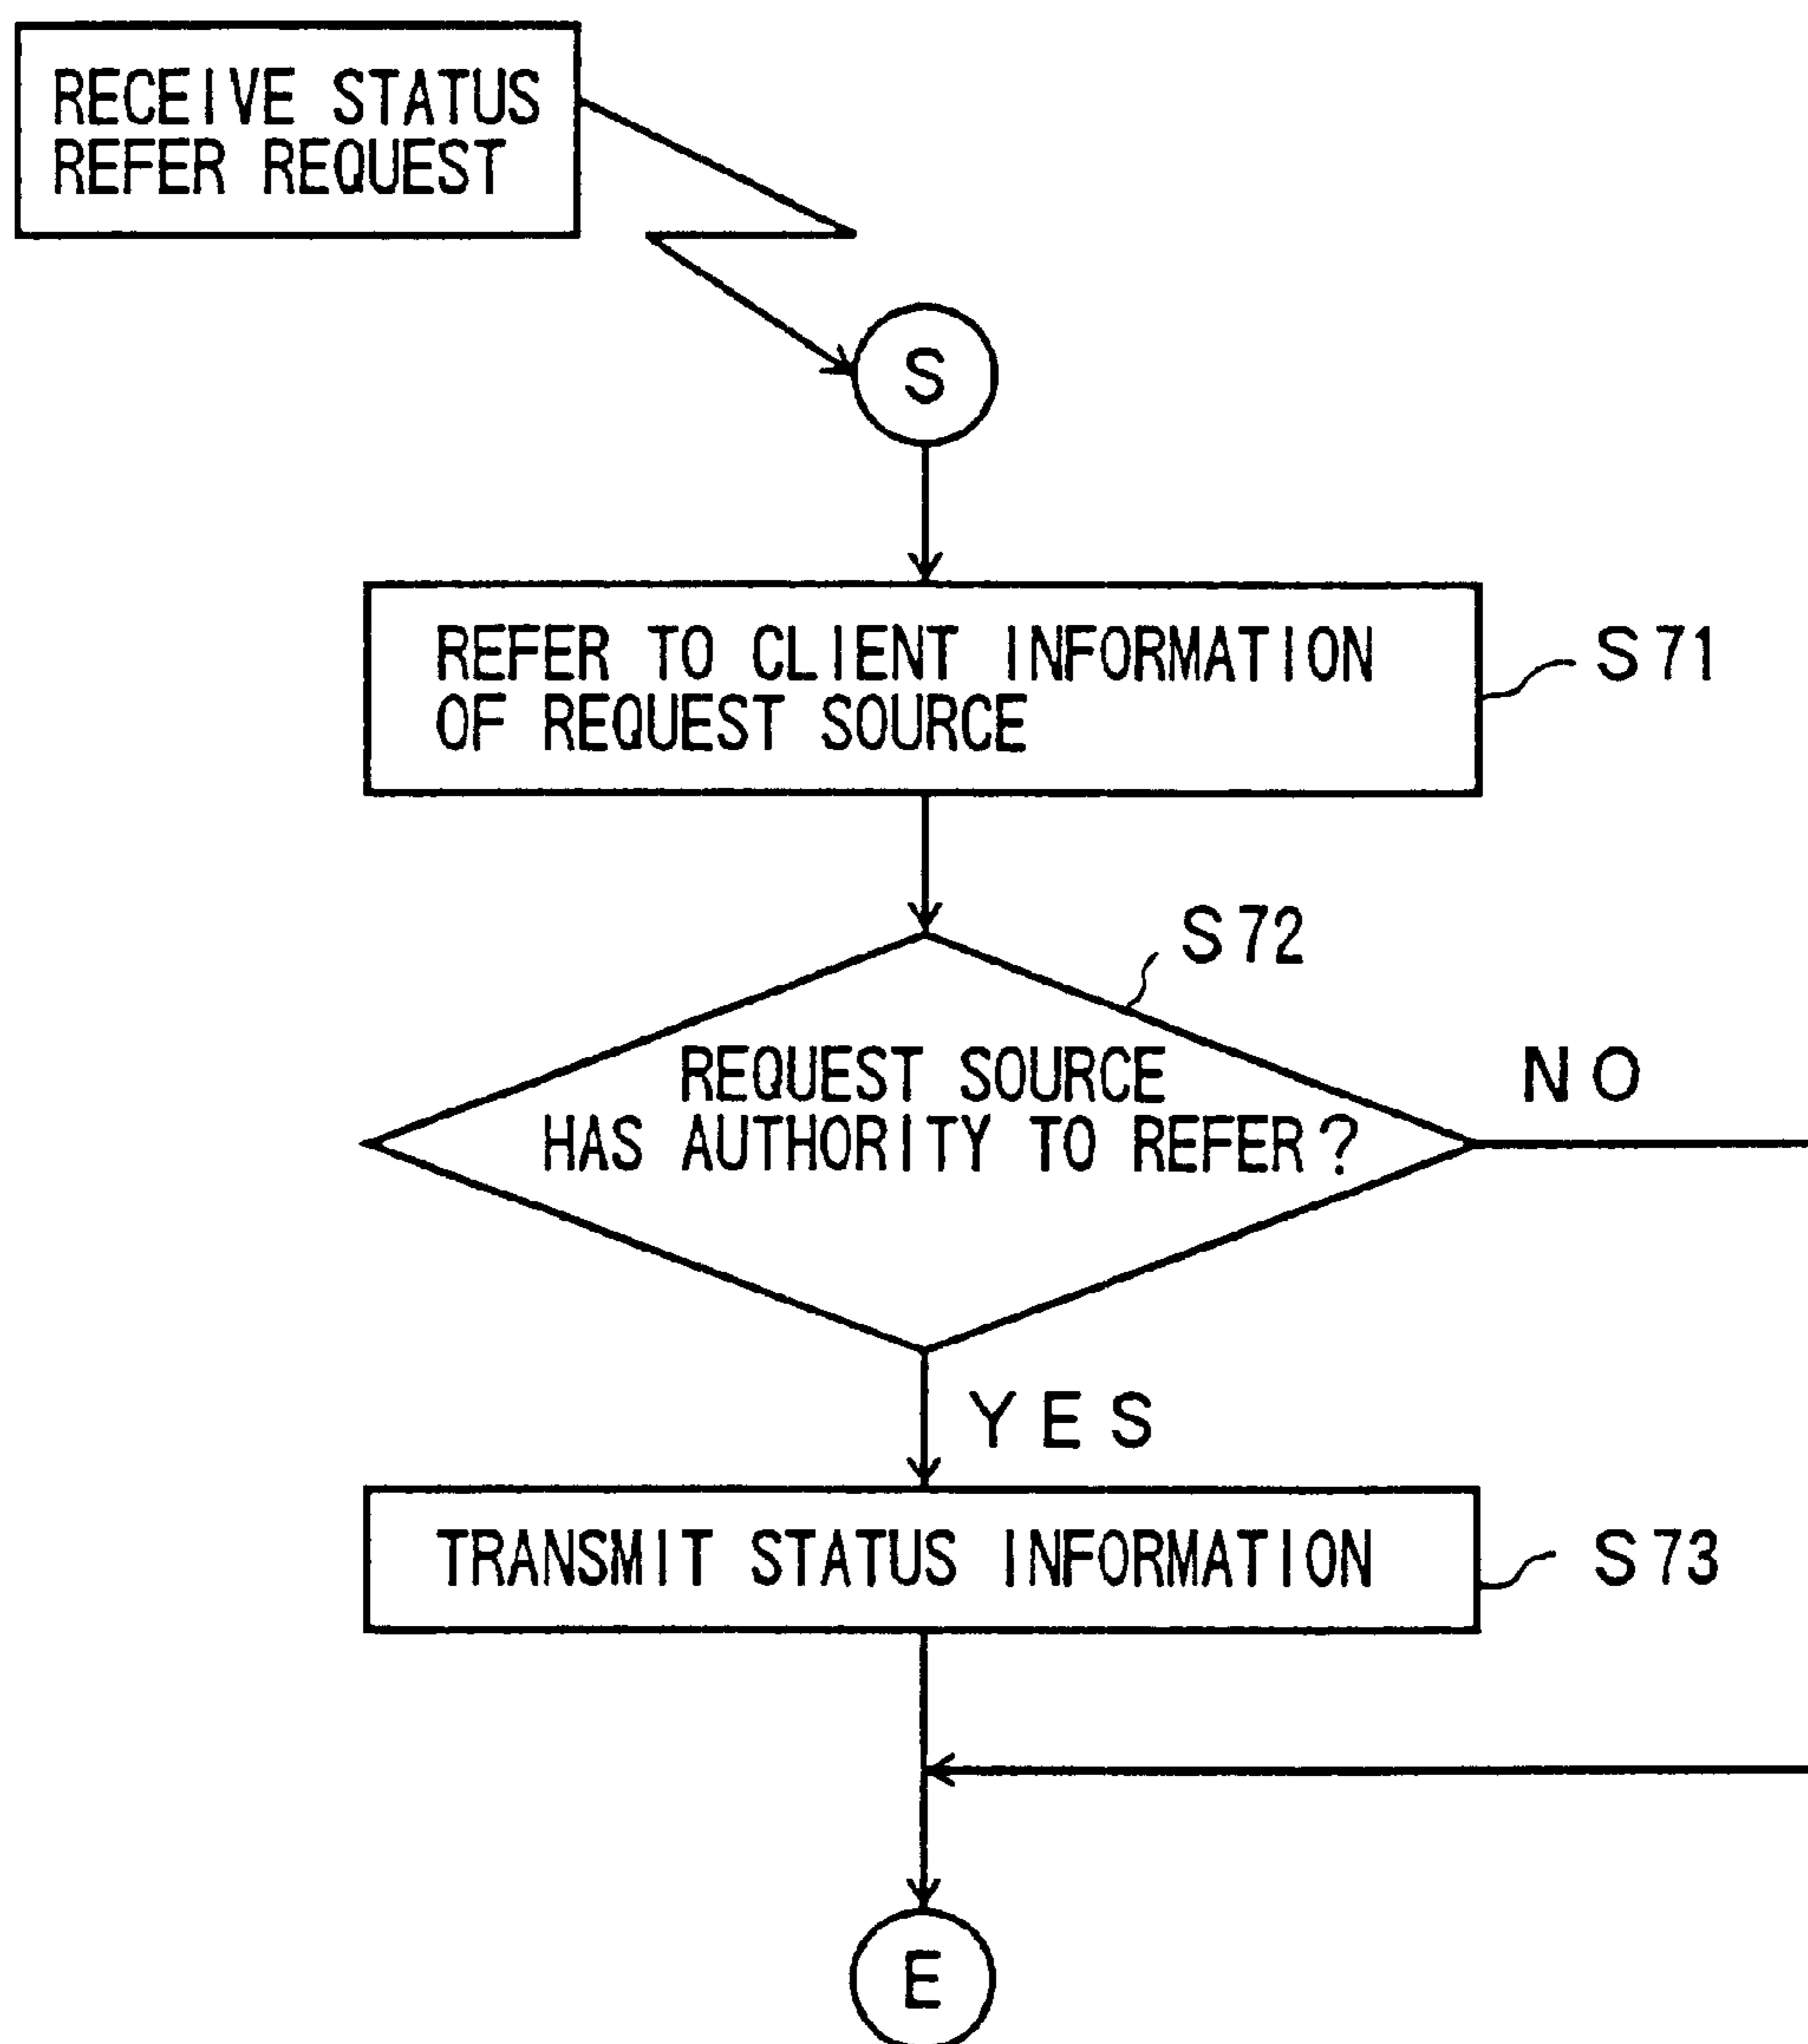 RECEIVE STATUS
REFER REQUEST
S
REFER TO CLIENT INFORMATION
OF REQUEST SOURCE
S71
S72
REQUEST SOURCE
HAS AUTHORITY TO REFER?
NO
YES
TRANSMIT STATUS INFORMATION
S73
E